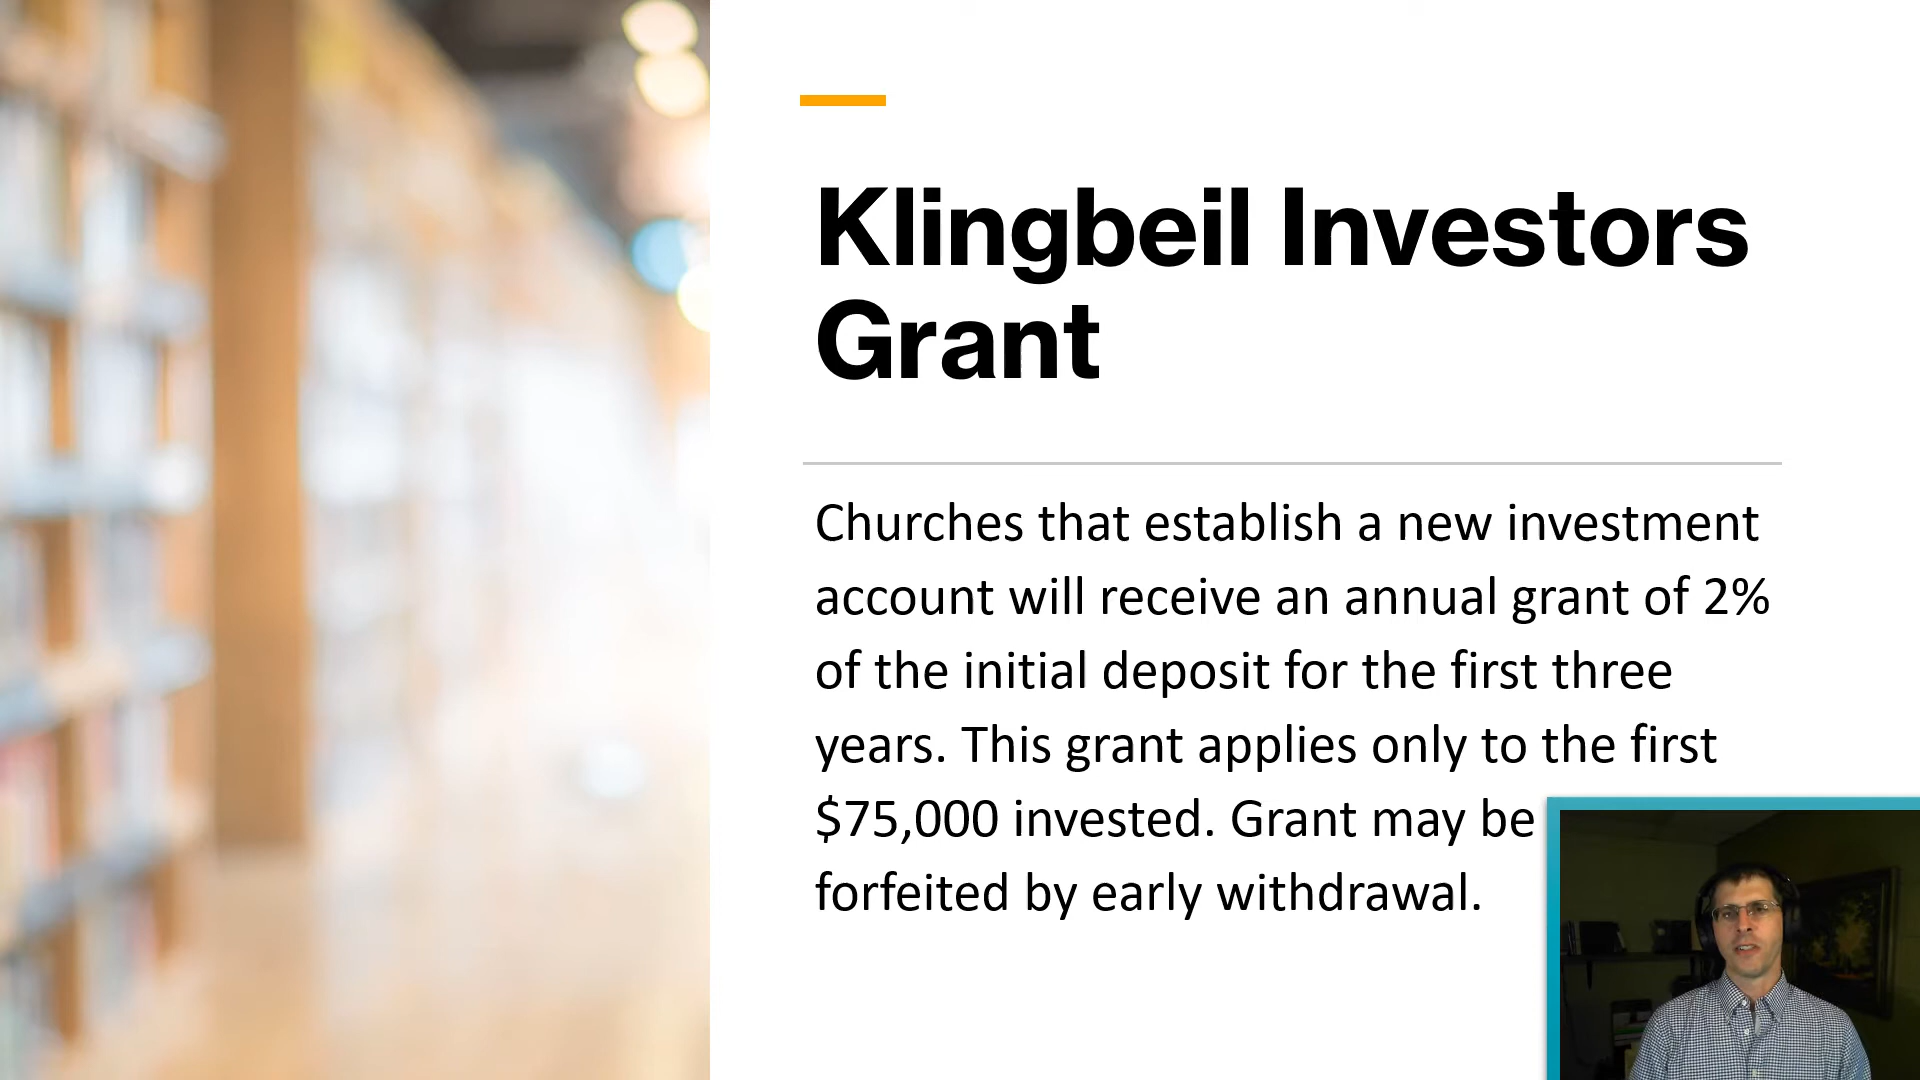 Klingbeil Investors
Grant
Churches that establish a new investment
account will receive an annual grant of 2%
of the initial deposit for the first three
years. This grant applies only to the first
$75,000 invested. Grant may be
forfeited by early withdrawal.